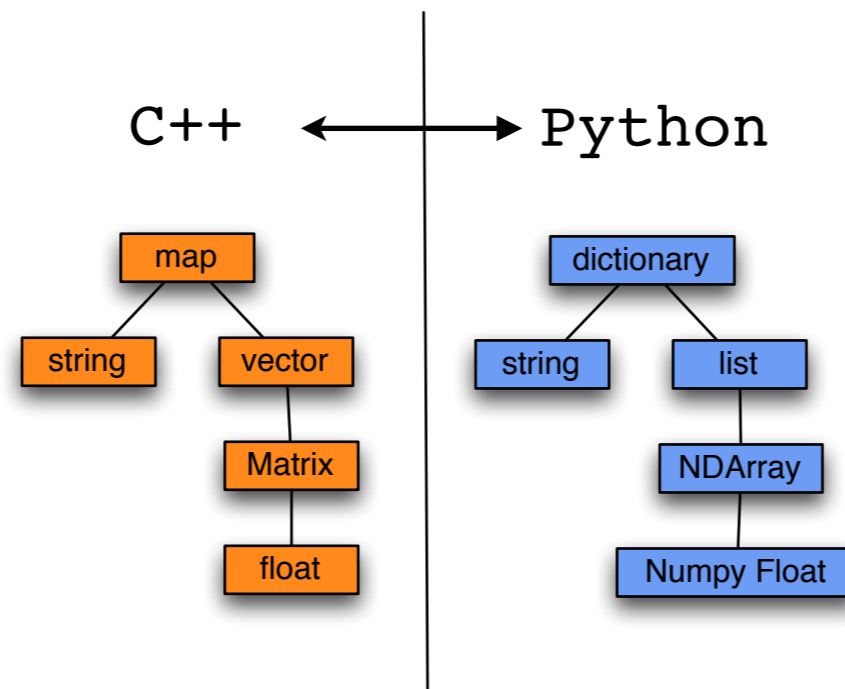 C++
Python
map
string
vector
Matrix
float
dictionary
string
list
NDArray
Numpy Float